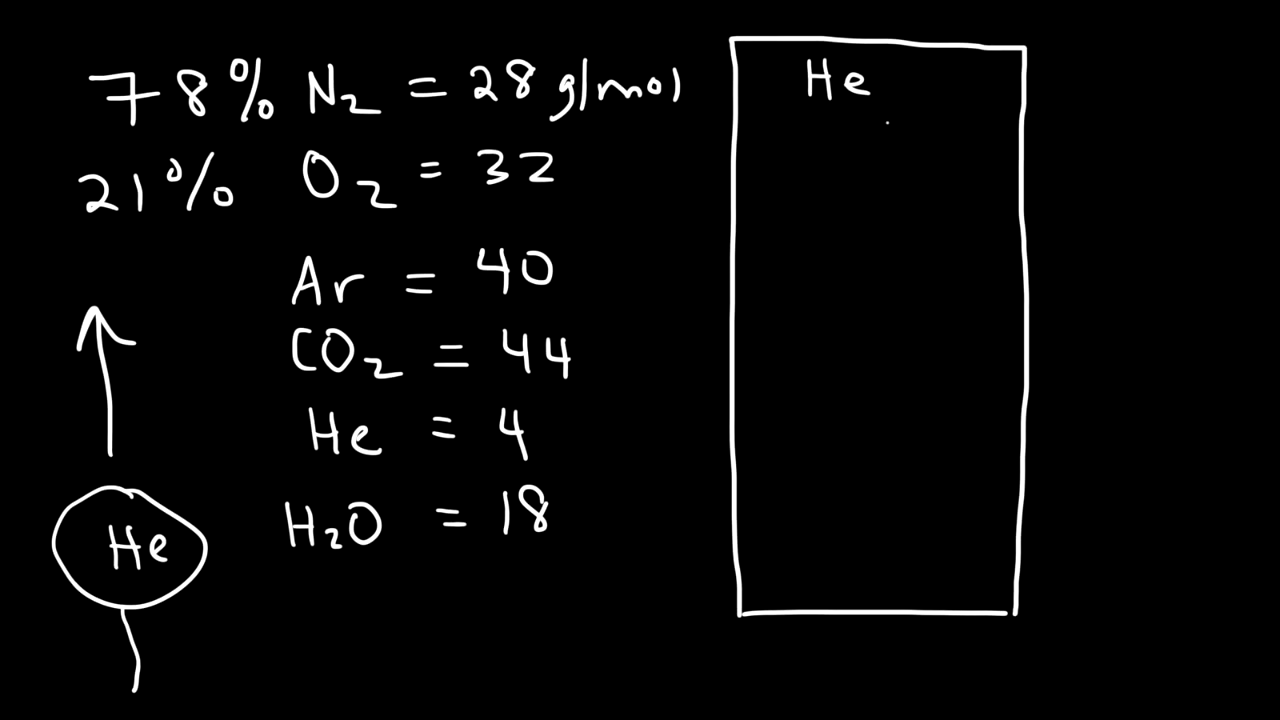 78% N₂ = 28 g/mol
21% O₂ = 32
Ar = 40
CO₂ = 44
He = 4
H₂O = 18
He
He